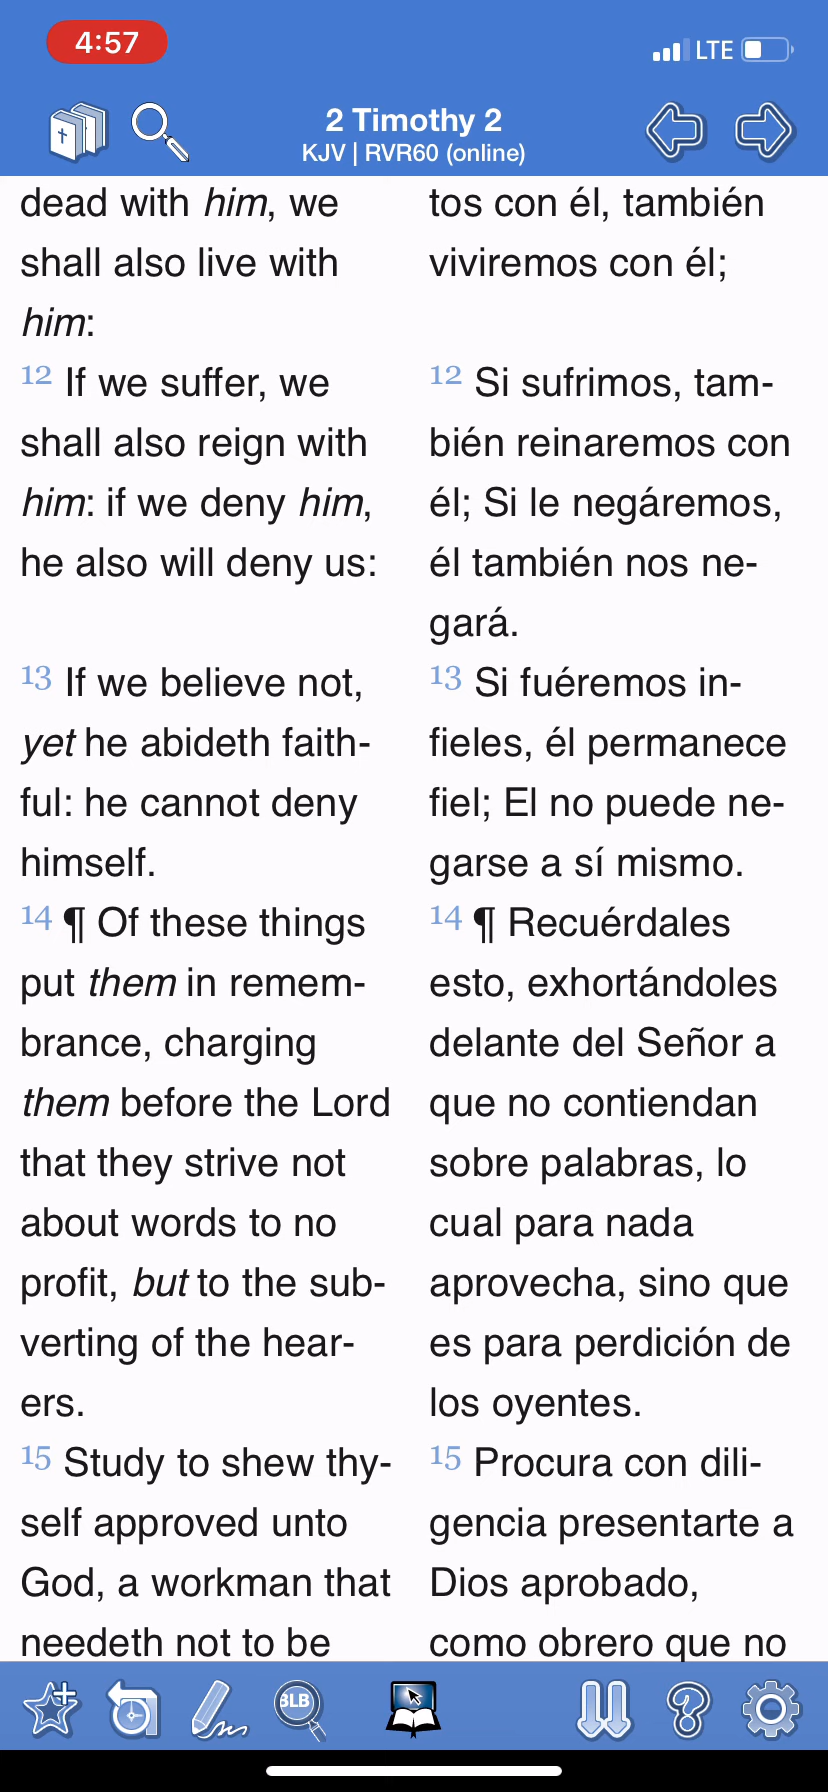 4:57
LTE
2 Timothy 2
KJV | RVR60 (online)
dead with him, we
shall also live with
him:
12 If we suffer, we
shall also reign with
him: if we deny him,
he also will deny us:
13 If we believe not,
yet he abideth faith-
ful: he cannot deny
himself.
14 ¶ Of these things
put them in remem-
brance, charging
them before the Lord
that they strive not
about words to no
profit, but to the sub-
verting of the hear-
ers.
15 Study to shew thy-
self approved unto
God, a workman that
needeth not to be
tos con él, también
viviremos con él;
12 Si sufrimos, tam-
bién reinaremos con
él; Si le negáremos,
él también nos ne-
gará.
13 Si fuéremos in-
fieles, él permanece
fiel; El no puede ne-
garse a sí mismo.
14 ¶ Recuérdales
esto, exhortándoles
delante del Señor a
que no contiendan
sobre palabras, lo
cual para nada
aprovecha, sino que
es para perdición de
los oyentes.
15 Procura con dili-
gencia presentarte a
Dios aprobado,
como obrero que no
BLB